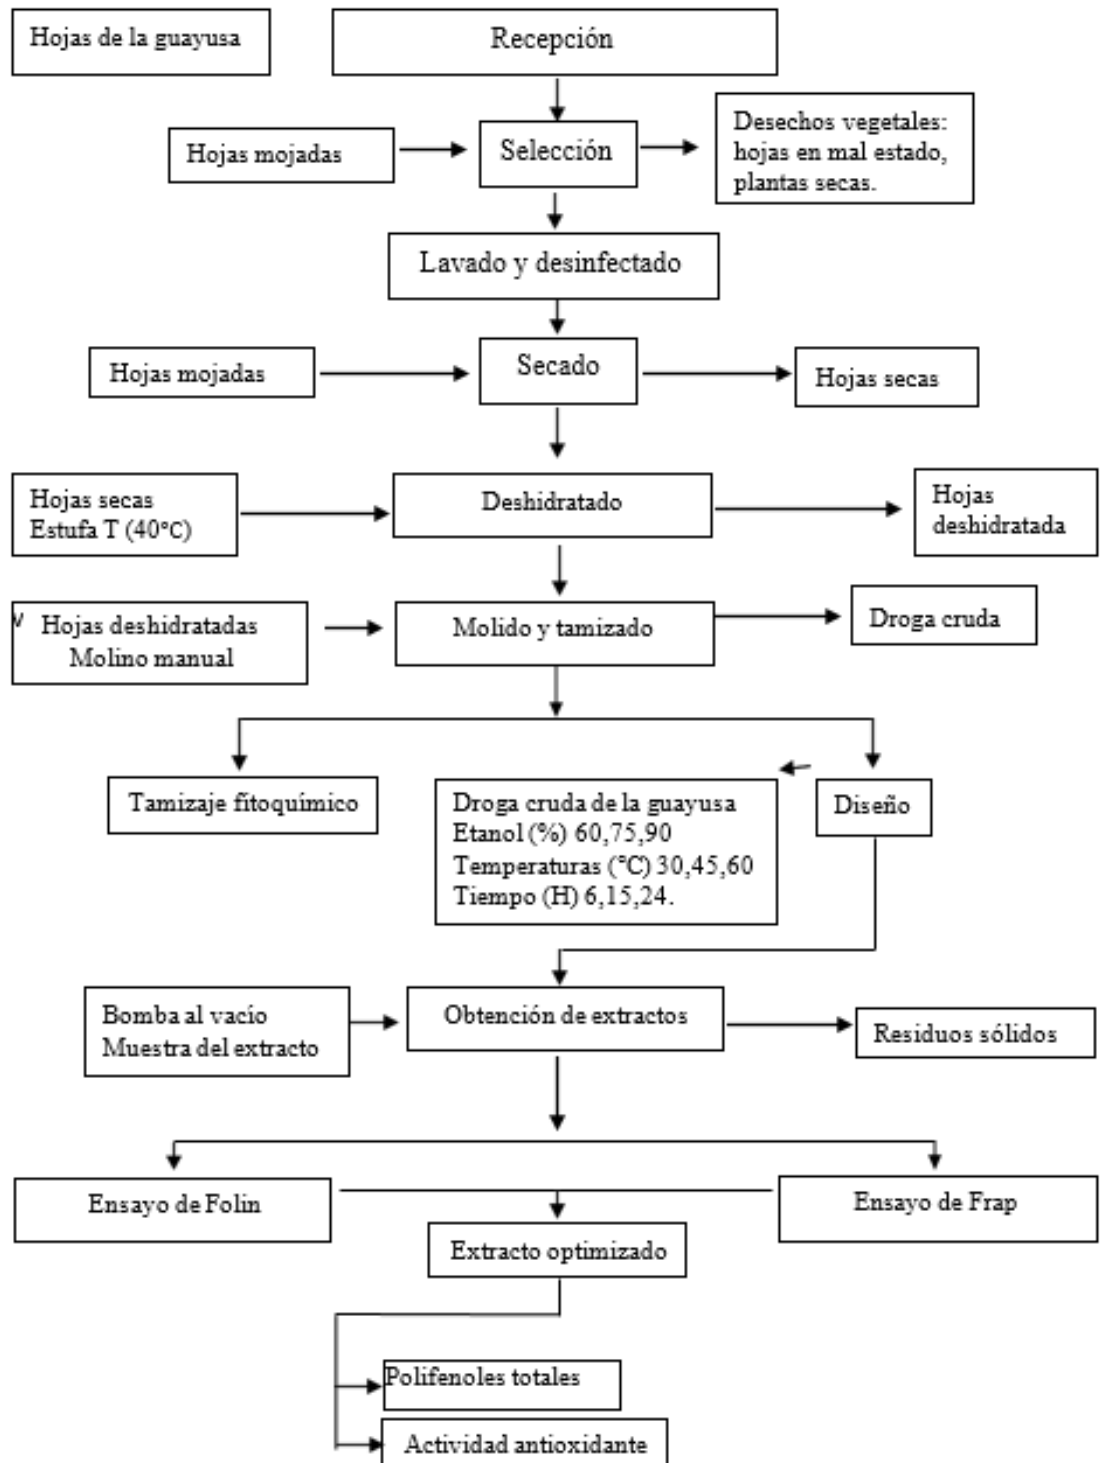 Hojas de la guayusa
Recepción
Hojas mojadas
Selección
Desechos vegetales:
hojas en mal estado,
plantas secas.
Lavado y desinfectado
Hojas mojadas
Secado
Hojas secas
Hojas secas
Estufa T (40°C)
Deshidratado
Hojas
deshidratada
v Hojas deshidratadas
Molino manual
Molido y tamizado
Droga cruda
Tamizaje fitoquímico
Droga cruda de la guayusa
Etanol (%) 60,75,90
Temperaturas (°C) 30,45,60
Tiempo (H) 6,15,24.
Diseño
Bomba al vacío
Muestra del extracto
Obtención de extractos
Residuos sólidos
Ensayo de Folin
Ensayo de Frap
Extracto optimizado
Polifenoles totales
Actividad antioxidante